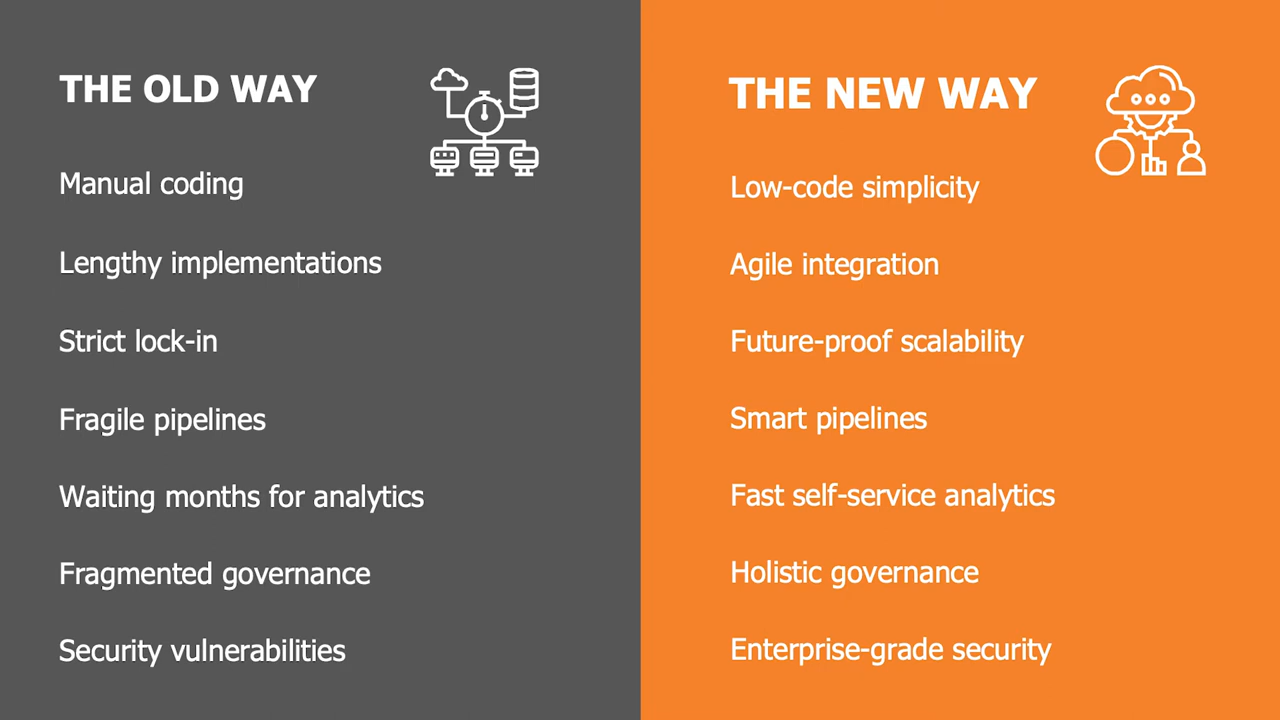 THE OLD WAY
Manual coding
Lengthy implementations
Strict lock-in
Fragile pipelines
Waiting months for analytics
Fragmented governance
Security vulnerabilities
THE NEW WAY
Low-code simplicity
Agile integration
Future-proof scalability
Smart pipelines
Fast self-service analytics
Holistic governance
Enterprise-grade security